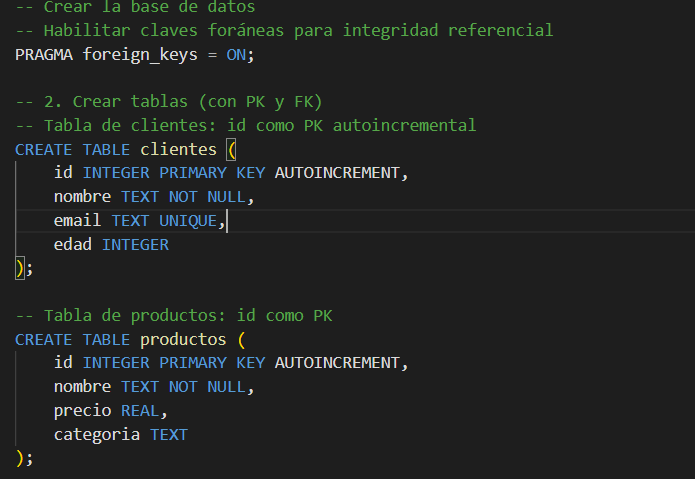 -- Crear la base de datos
-- Habilitar claves foráneas para integridad referencial
PRAGMA foreign_keys = ON;
-- 2. Crear tablas (con PK y FK)
-- Tabla de clientes: id como PK autoincremental
CREATE TABLE clientes (
id INTEGER PRIMARY KEY AUTOINCREMENT,
nombre TEXT NOT NULL,
email TEXT UNIQUE,
edad INTEGER
);
-- Tabla de productos: id como PK
CREATE TABLE productos (
id INTEGER PRIMARY KEY AUTOINCREMENT,
nombre TEXT NOT NULL,
precio REAL,
categoria TEXT
);